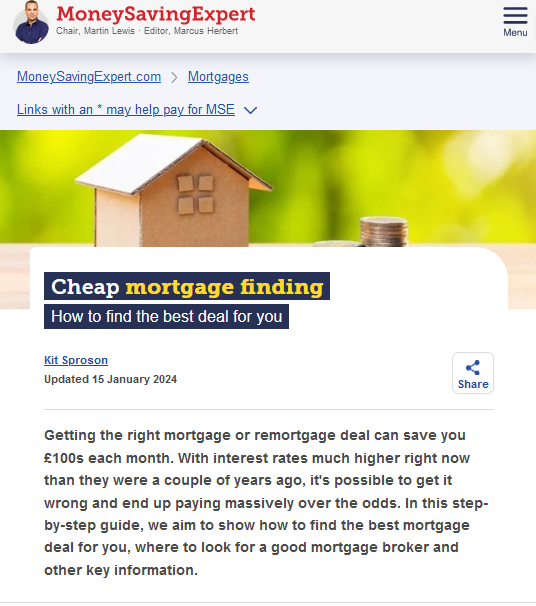 MoneySavingExpert
Chair, Martin Lewis · Editor, Marcus Herbert
Menu
MoneySavingExpert.com > Mortgages
Links with an * may help pay for MSE
Cheap mortgage finding
How to find the best deal for you
Kit Sproson
Updated 15 January 2024
Share
Getting the right mortgage or remortgage deal can save you
£100s each month. With interest rates much higher right now
than they were a couple of years ago, it's possible to get it
wrong and end up paying massively over the odds. In this step-
by-step guide, we aim to show how to find the best mortgage
deal for you, where to look for a good mortgage broker and
other key information.